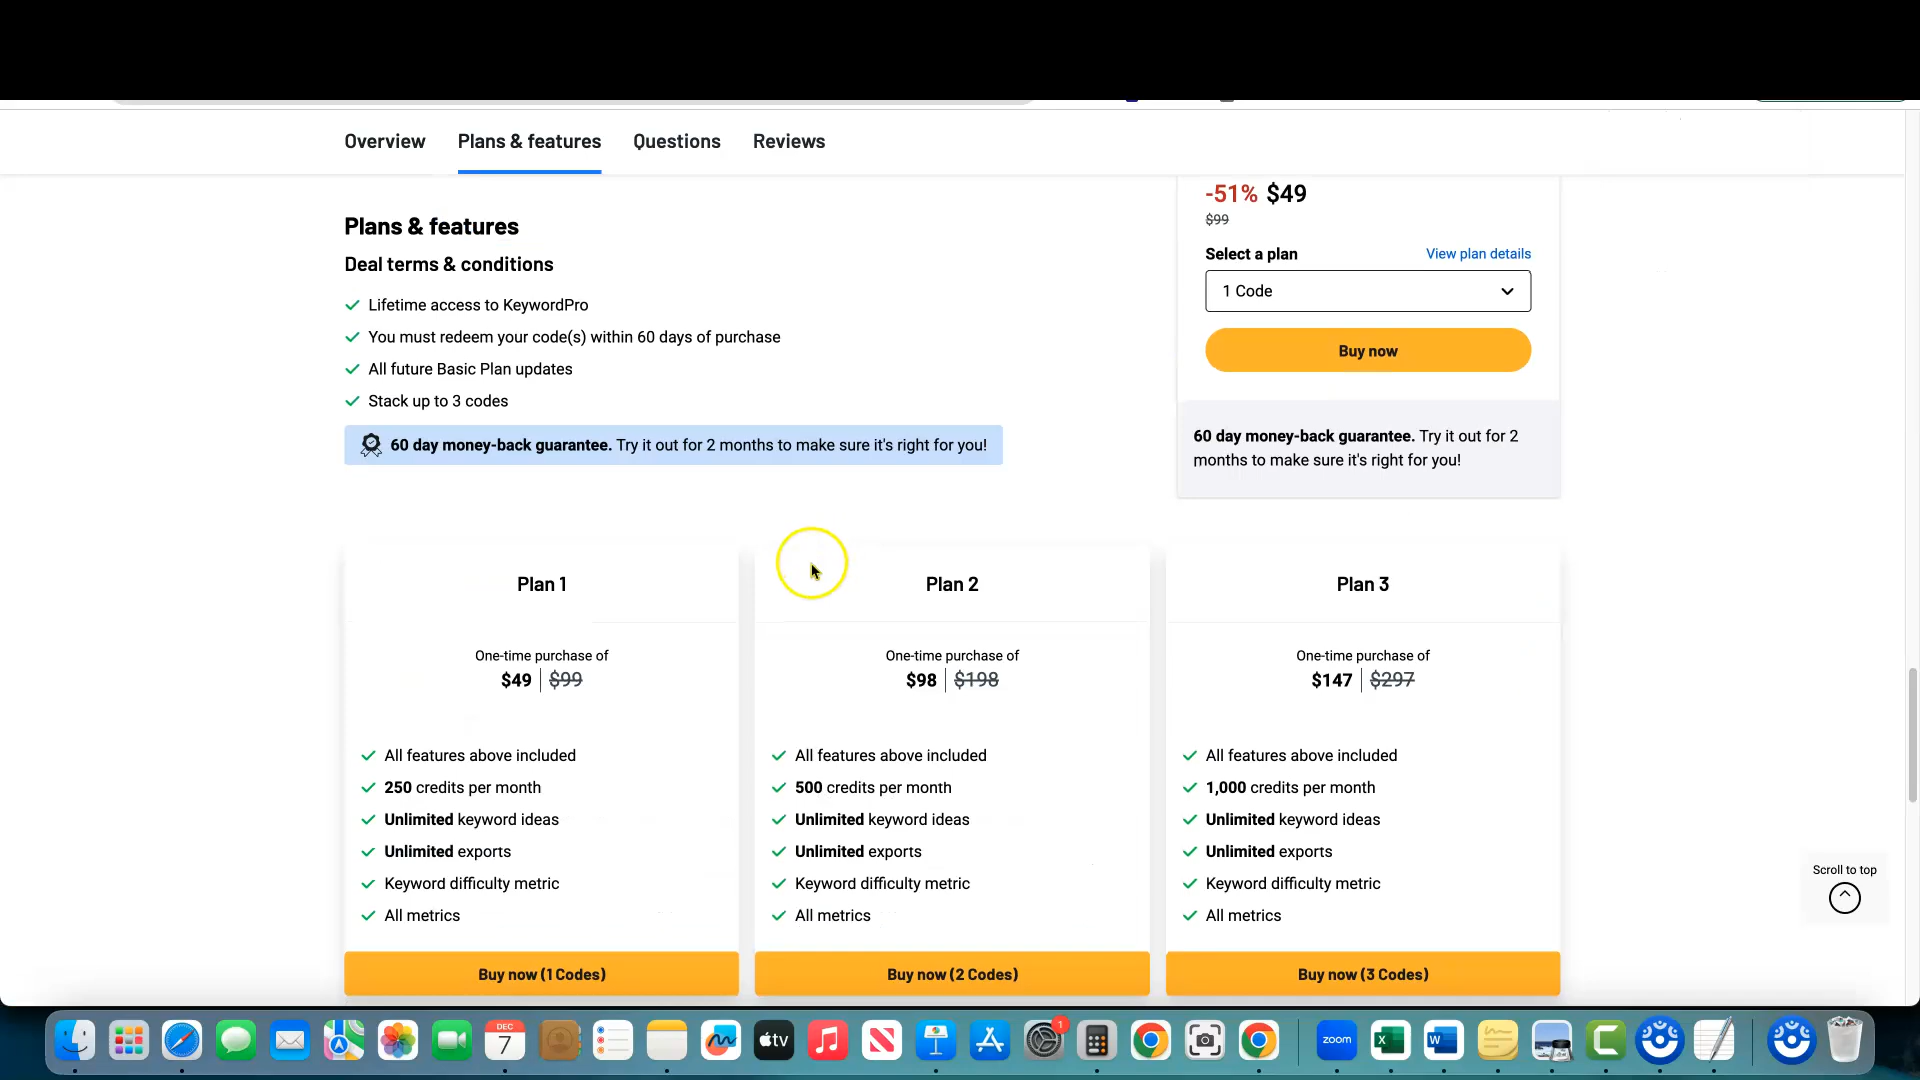 Overview Plans & features Questions Reviews
-51% $49
$99
Plans & features
Deal terms & conditions
Select a plan View plan details
1 Code
Lifetime access to KeywordPro
You must redeem your code(s) within 60 days of purchase
Buy now
All future Basic Plan updates
Stack up to 3 codes
60 day money-back guarantee. Try it out for 2 months to make sure it's right for you!
60 day money-back guarantee. Try it out for 2
months to make sure it's right for you!
Plan 1
One-time purchase of
$49 $99
All features above included
250 credits per month
Unlimited keyword ideas
Unlimited exports
Keyword difficulty metric
All metrics
Buy now (1 Codes)
Plan 2
One-time purchase of
$98 $198
All features above included
500 credits per month
Unlimited keyword ideas
Unlimited exports
Keyword difficulty metric
All metrics
Buy now (2 Codes)
Plan 3
One-time purchase of
$147 $297
All features above included
1,000 credits per month
Unlimited keyword ideas
Unlimited exports
Keyword difficulty metric
All metrics
Buy now (3 Codes)
Scroll to top
DEC
7
tv
1
zoom
X
W
C